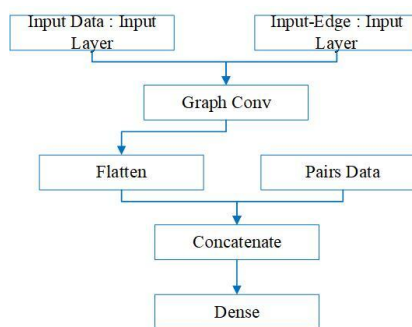 Input Data : Input
Layer
Input-Edge : Input
Layer
Graph Conv
Flatten
Pairs Data
Concatenate
Dense